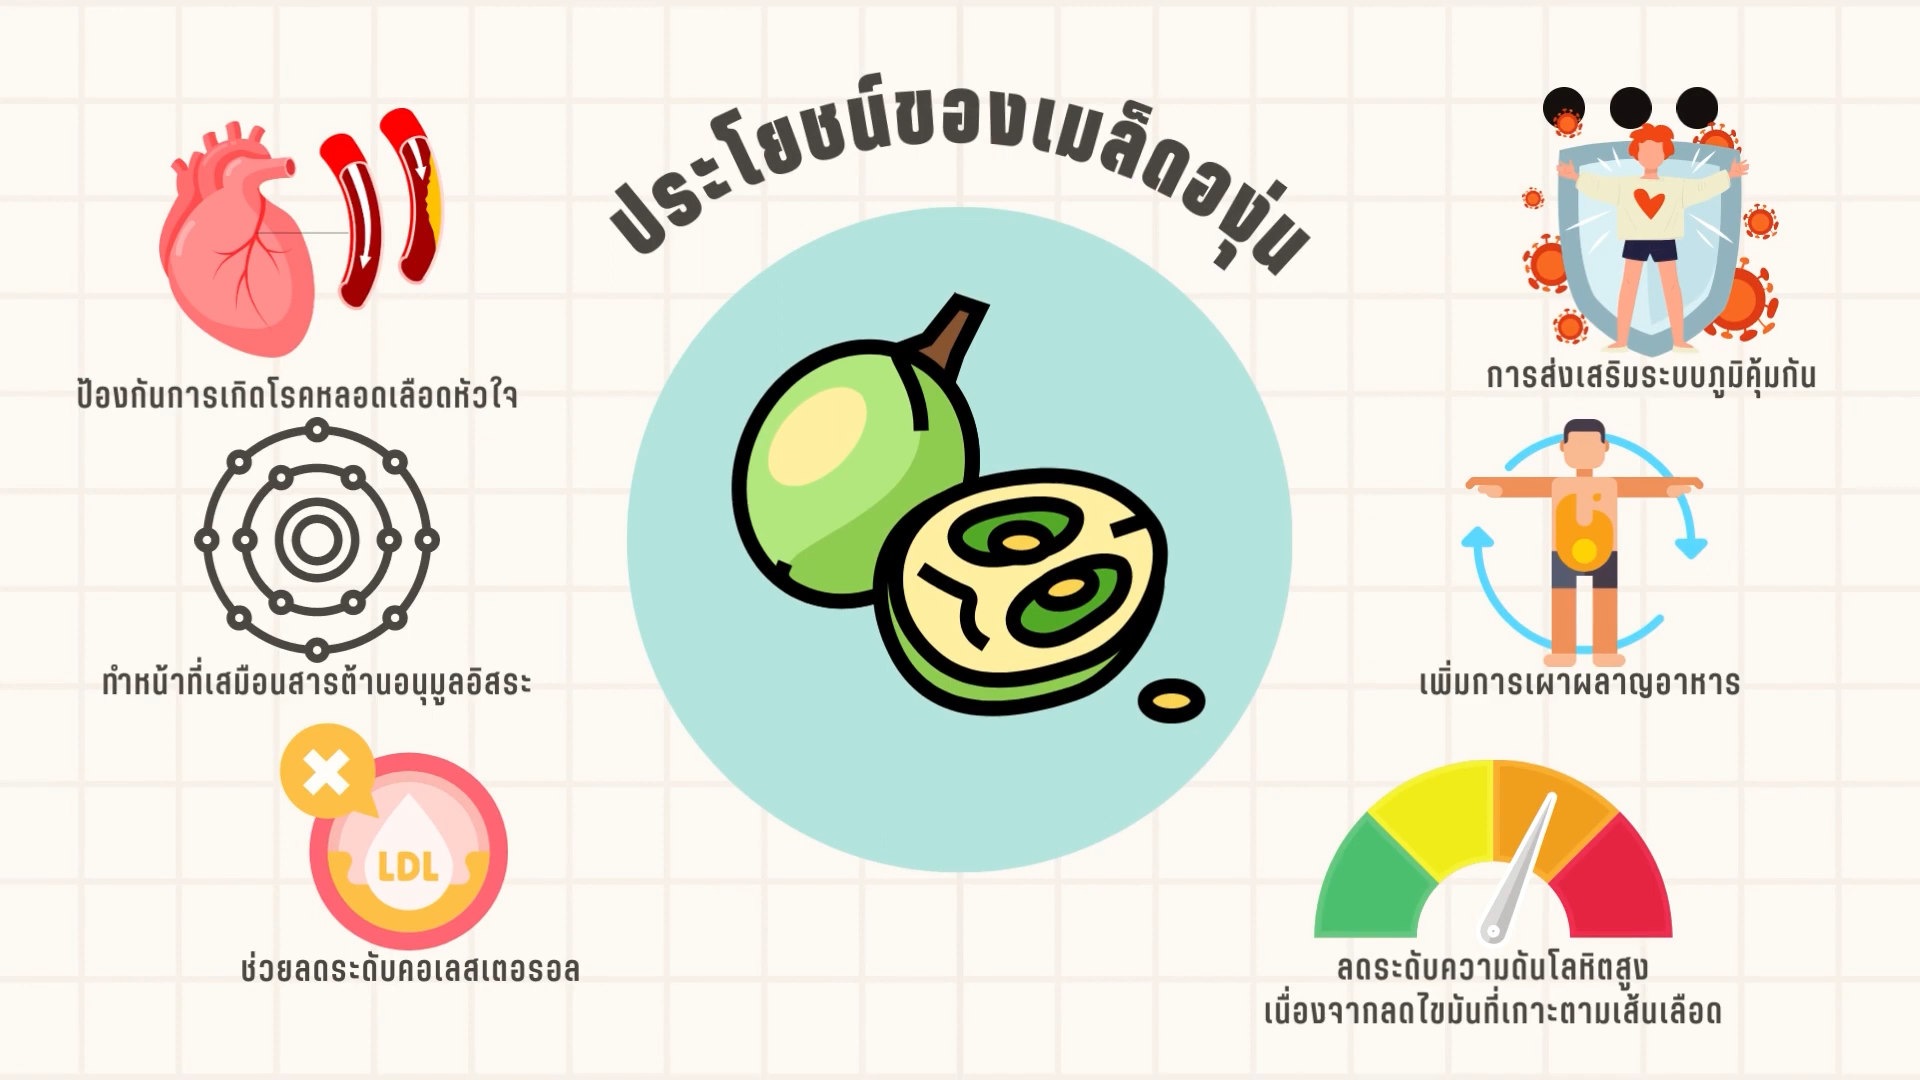 ประโยชน์ของเมล็ดองุ่น
ป้องกันการเกิดโรคหลอดเลือดหัวใจ
ทำหน้าที่เสมือนสารต้านอนุมูลอิสระ
LDL
ช่วยลดระดับคอเลสเตอรอล
การส่งเสริมระบบภูมิคุ้มกัน
เพิ่มการเผาผลาญอาหาร
ลดระดับความดันโลหิตสูง
เนื่องจากลดไขมันที่เกาะตามเส้นเลือด